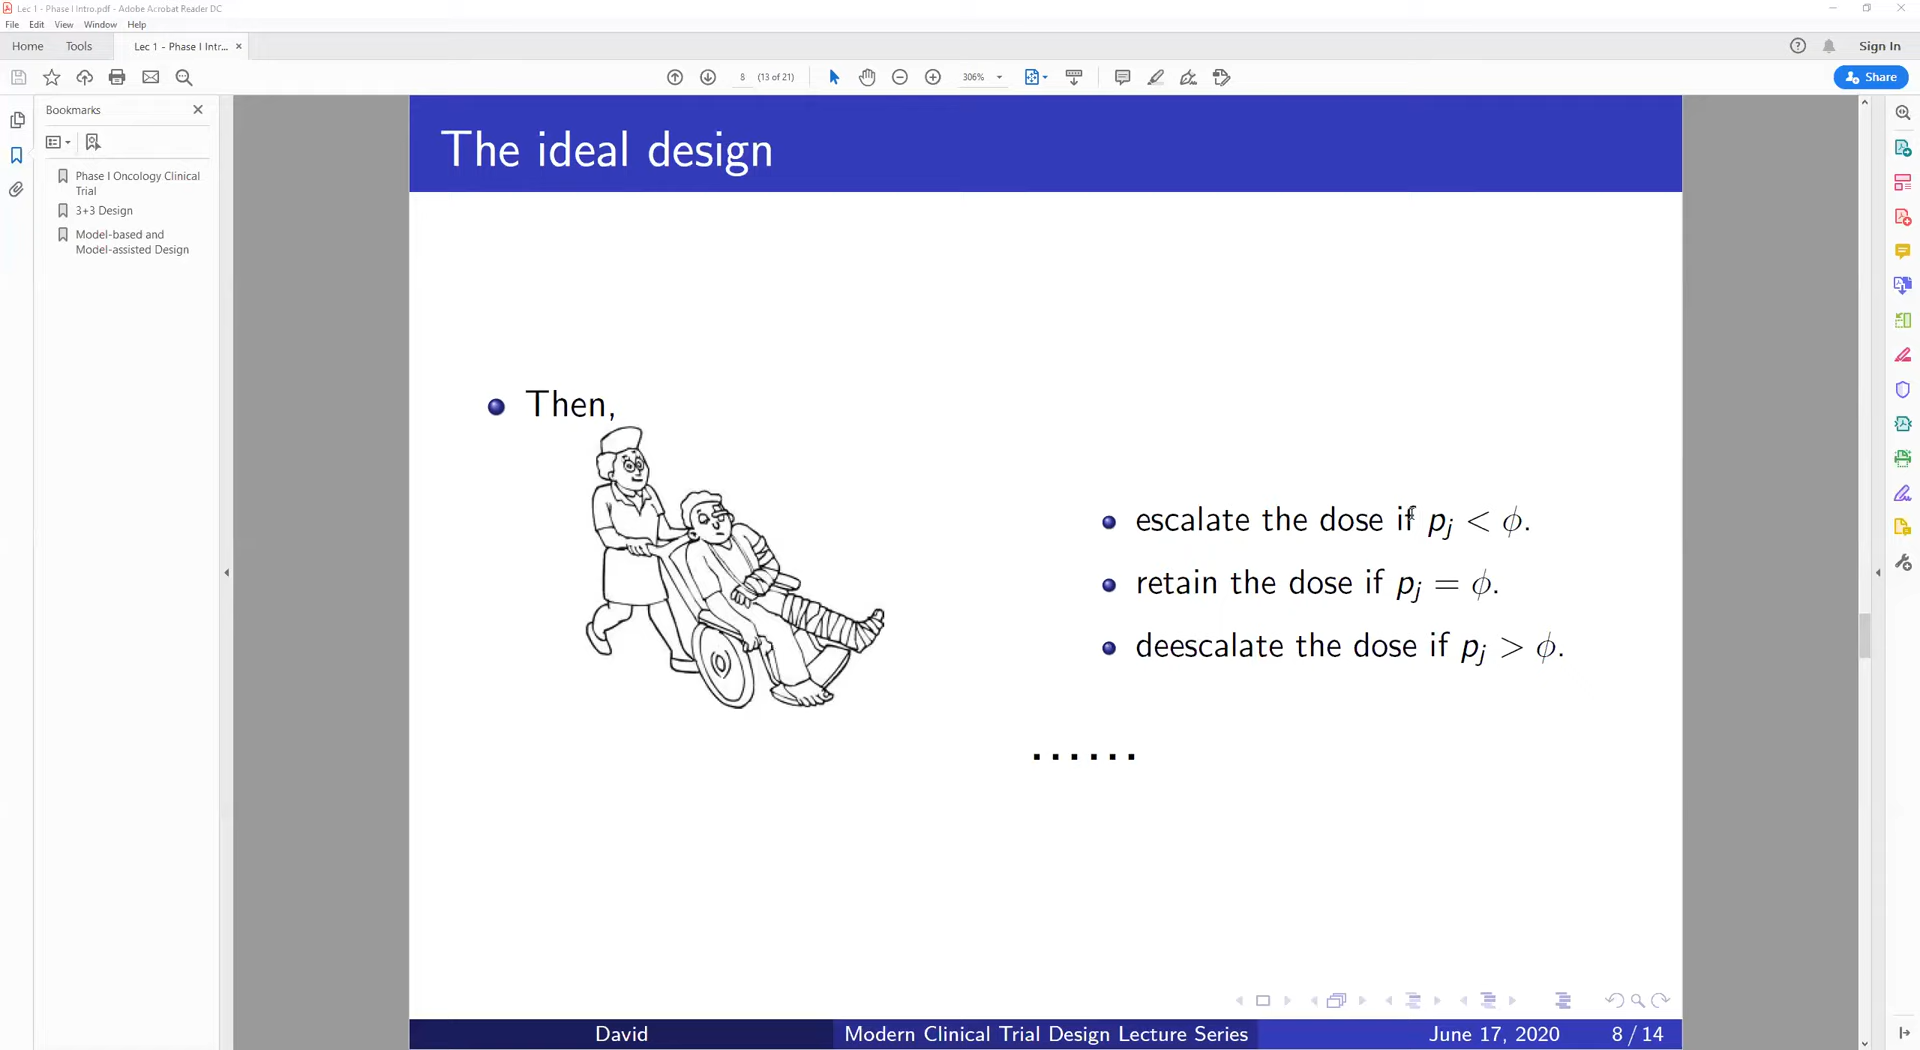 Lec 1 - Phase I Intro.pdf - Adobe Acrobat Reader DC
File Edit View Window Help
Home Tools Lec 1 - Phase I Intr... × Sign In
8 (13 of 21) 306% Share
Bookmarks
Phase I Oncology Clinical
Trial
3+3 Design
Model-based and
Model-assisted Design
The ideal design
Then,
escalate the dose if pⱼ < ϕ.
retain the dose if pⱼ = ϕ.
deescalate the dose if pⱼ > ϕ.
......
David Modern Clinical Trial Design Lecture Series June 17, 2020 8 / 14